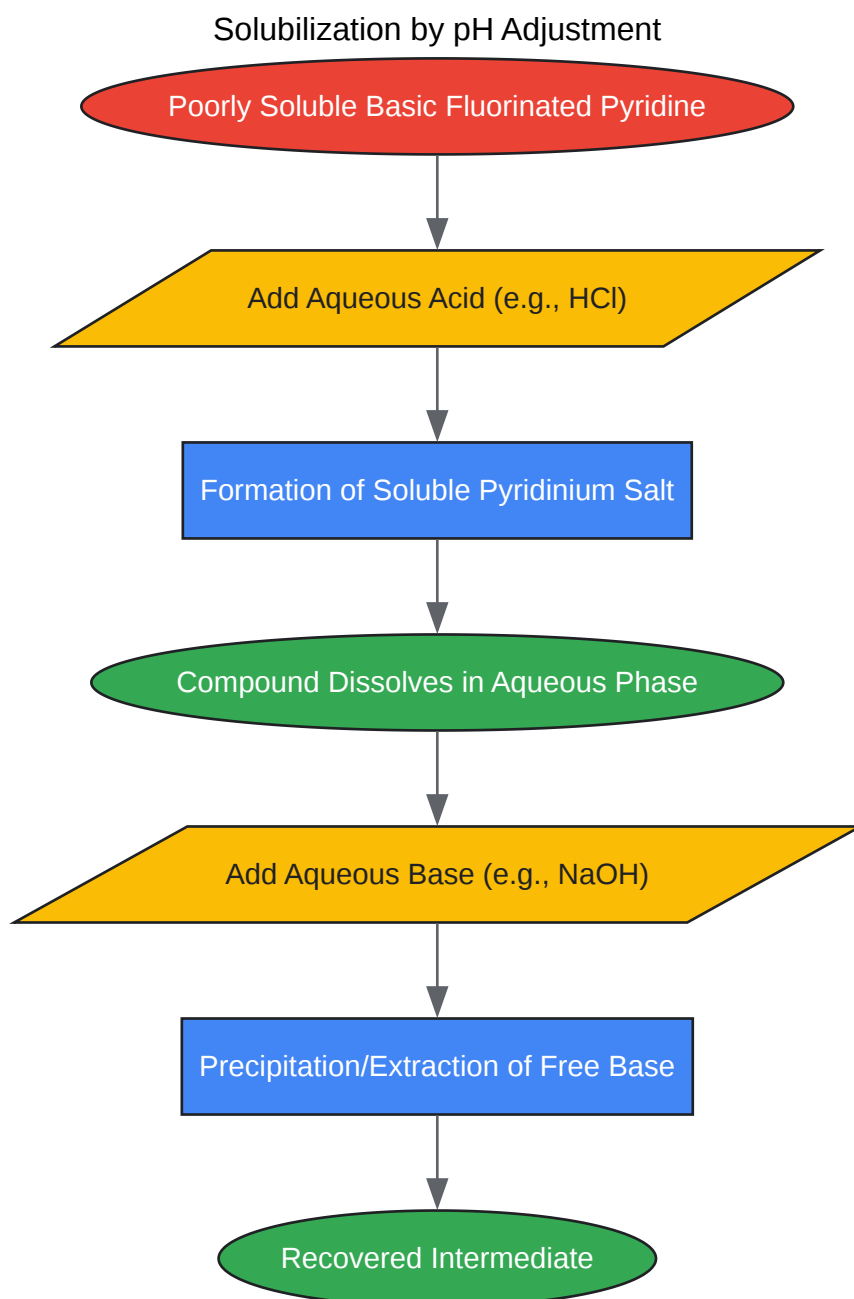 Solubilization by pH Adjustment
Poorly Soluble Basic Fluorinated Pyridine
Add Aqueous Acid (e.g., HCl)
Formation of Soluble Pyridinium Salt
Compound Dissolves in Aqueous Phase
Add Aqueous Base (e.g., NaOH)
Precipitation/Extraction of Free Base
Recovered Intermediate